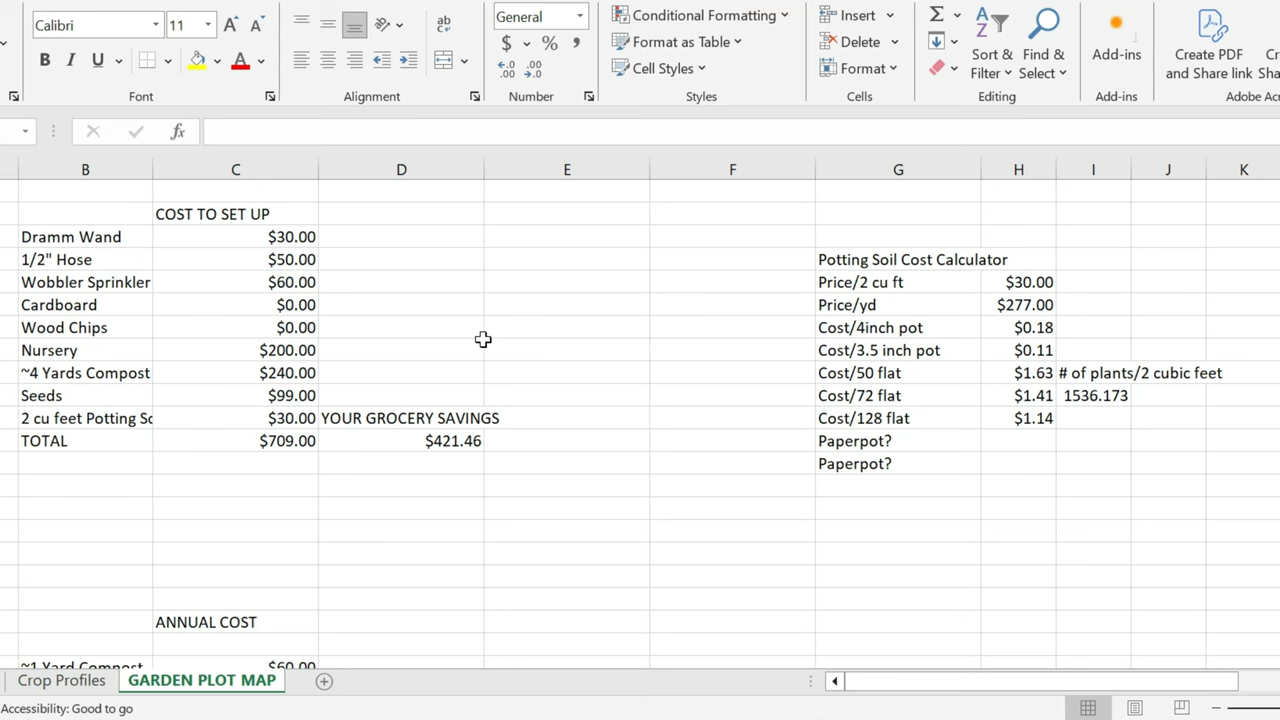 Calibri 11 A A ab General
B I U A A $ % ,
Conditional Formatting
Format as Table
Cell Styles
Insert
Delete
Format
Sort &
Filter
Find &
Select
Add-ins
Create PDF
and Share link
Font Alignment Number Styles Cells Editing Add-ins
fx
B C D E F G H I J K
COST TO SET UP
Dramm Wand $30.00
1/2" Hose $50.00 Potting Soil Cost Calculator
Wobbler Sprinkler $60.00 Price/2 cu ft $30.00
Cardboard $0.00 Price/yd $277.00
Wood Chips $0.00 Cost/4inch pot $0.18
Nursery $200.00 Cost/3.5 inch pot $0.11
~4 Yards Compost $240.00 Cost/50 flat $1.63 # of plants/2 cubic feet
Seeds $99.00 Cost/72 flat $1.41 1536.173
2 cu feet Potting Sc $30.00 YOUR GROCERY SAVINGS Cost/128 flat $1.14
TOTAL $709.00 $421.46 Paperpot?
Paperpot?
ANNUAL COST
~1 Yard Compost $60.00
Crop Profiles GARDEN PLOT MAP
Accessibility: Good to go